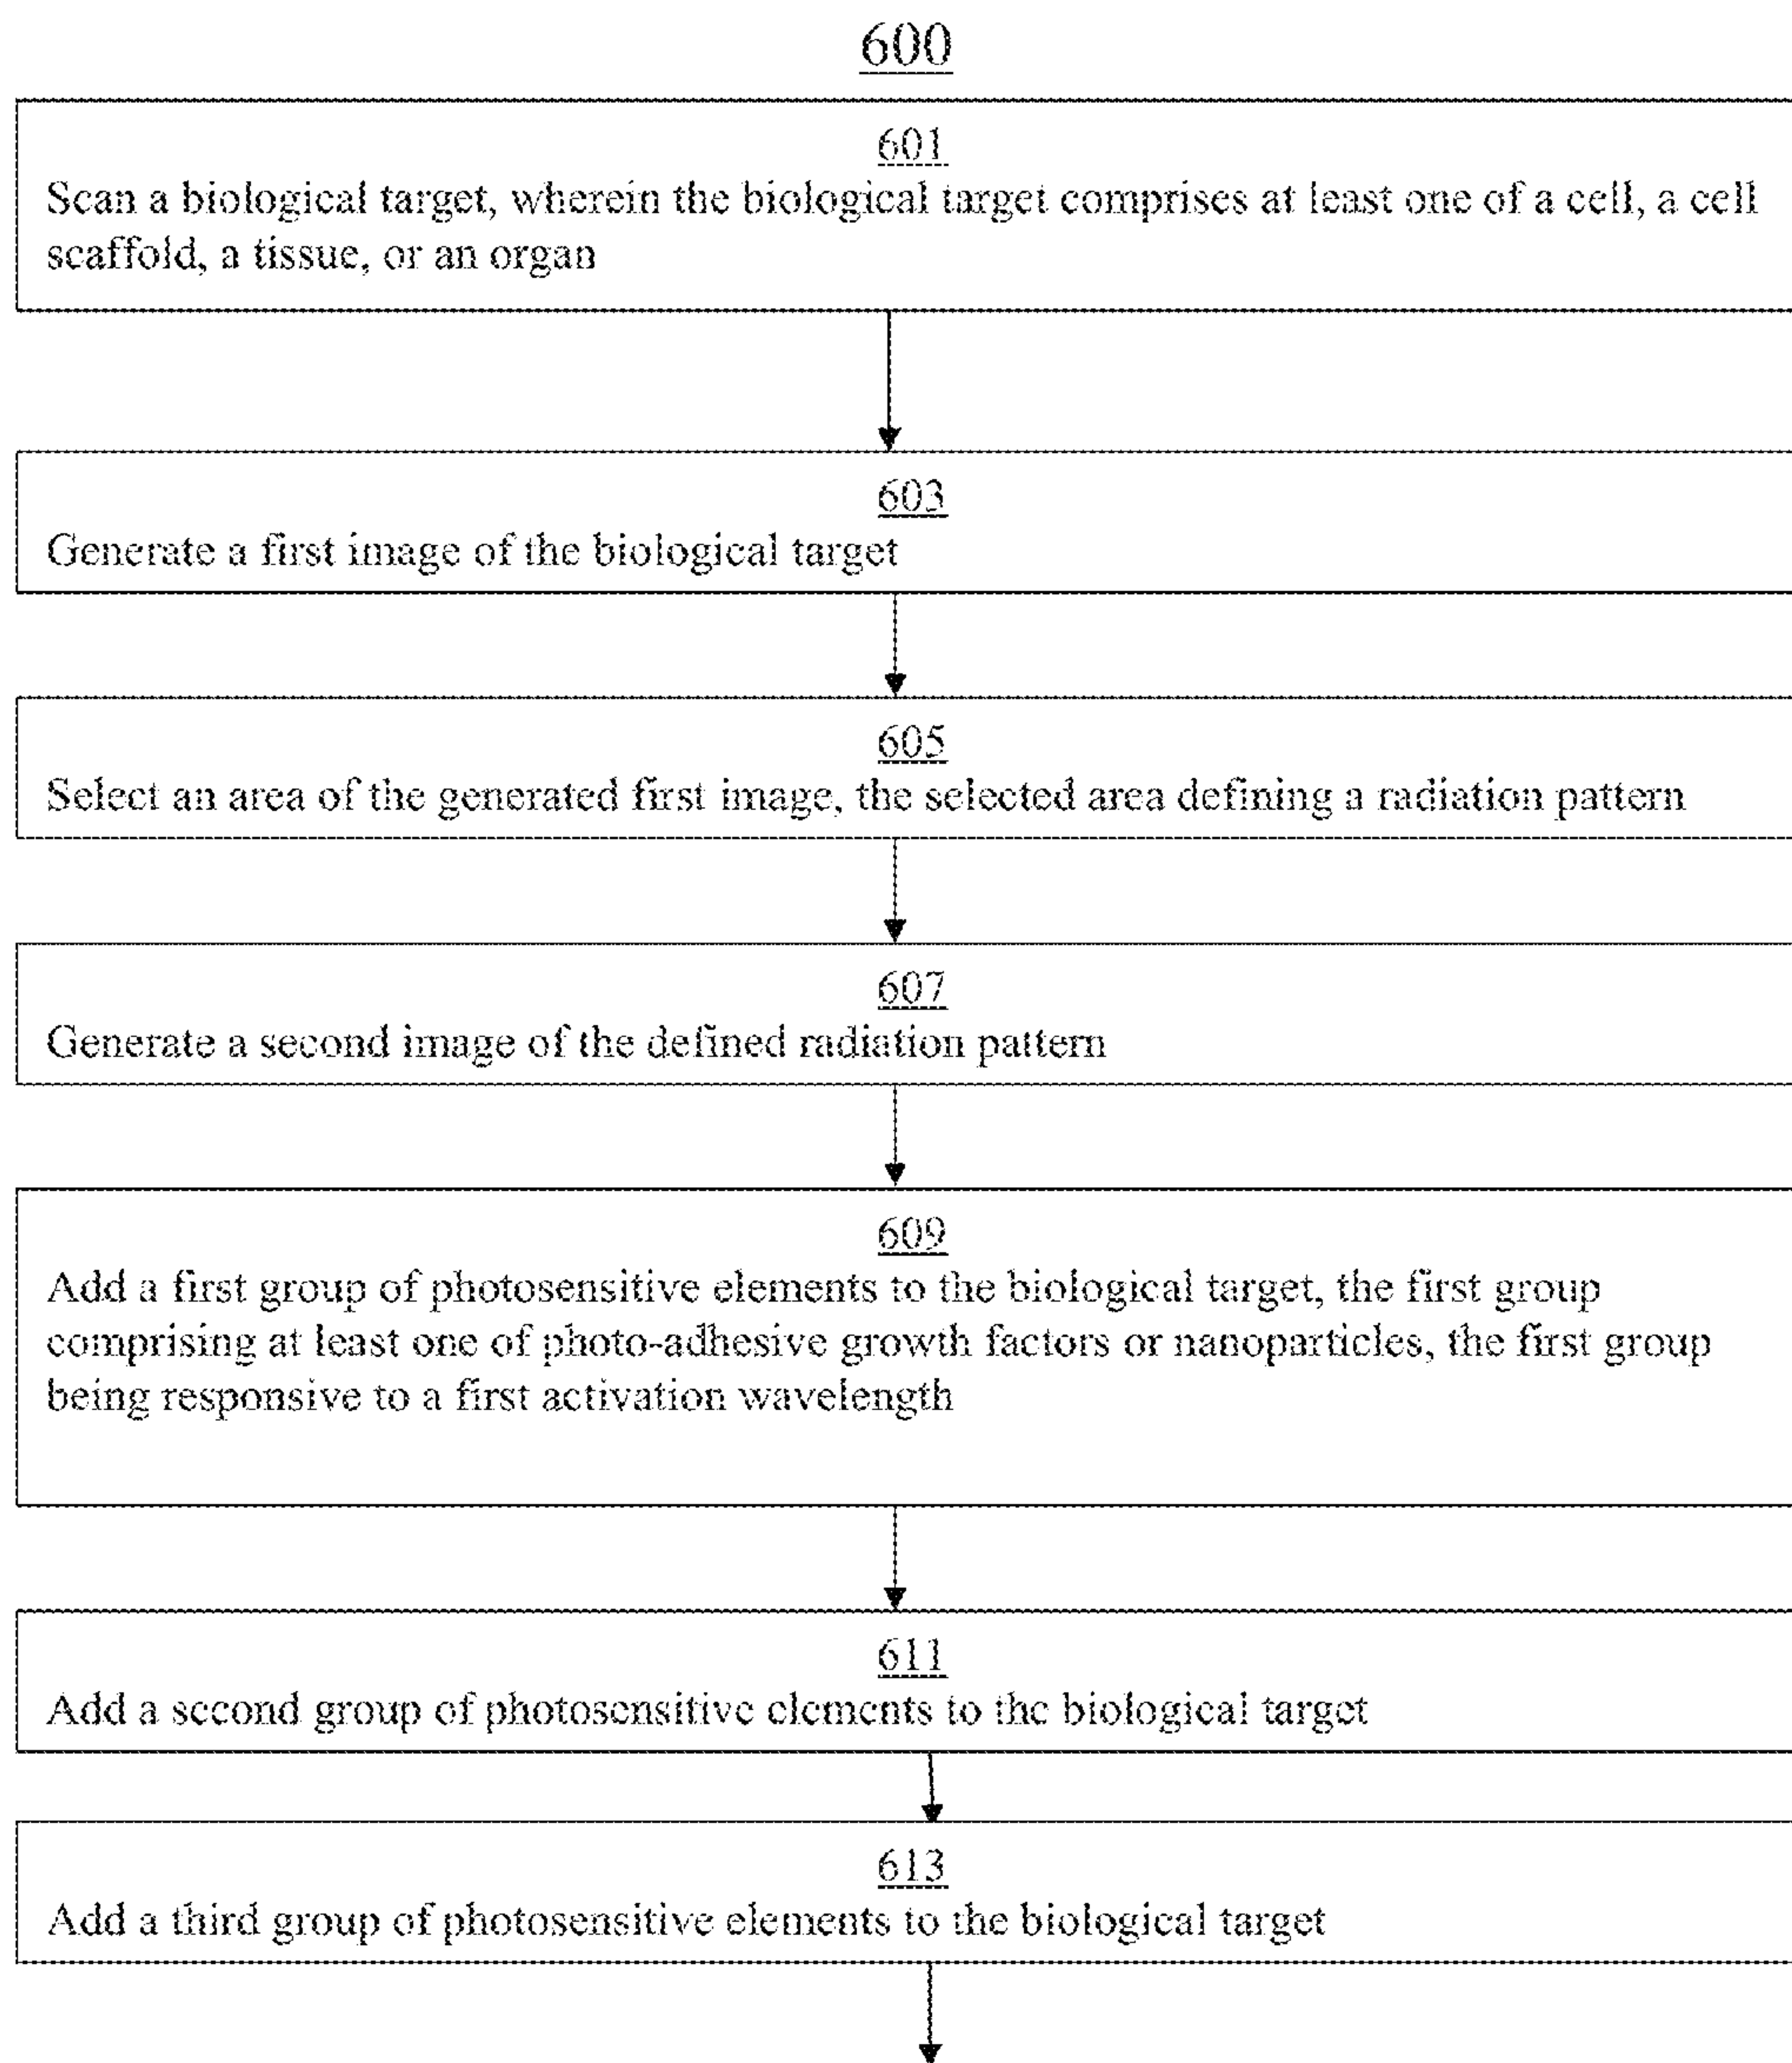 600
601
Scan a biological target, wherein the biological target comprises at least one of a cell, a cell
scaffold, a tissue, or an organ
603
Generate a first image of the biological target
605
Select an area of the generated first image, the selected area defining a radiation pattern
607
Generate a second image of the defined radiation pattern
609
Add a first group of photosensitive elements to the biological target, the first group
comprising at least one of photo-adhesive growth factors or nanoparticles, the first group
being responsive to a first activation wavelength
611
Add a second group of photosensitive elements to the biological target
613
Add a third group of photosensitive elements to the biological target